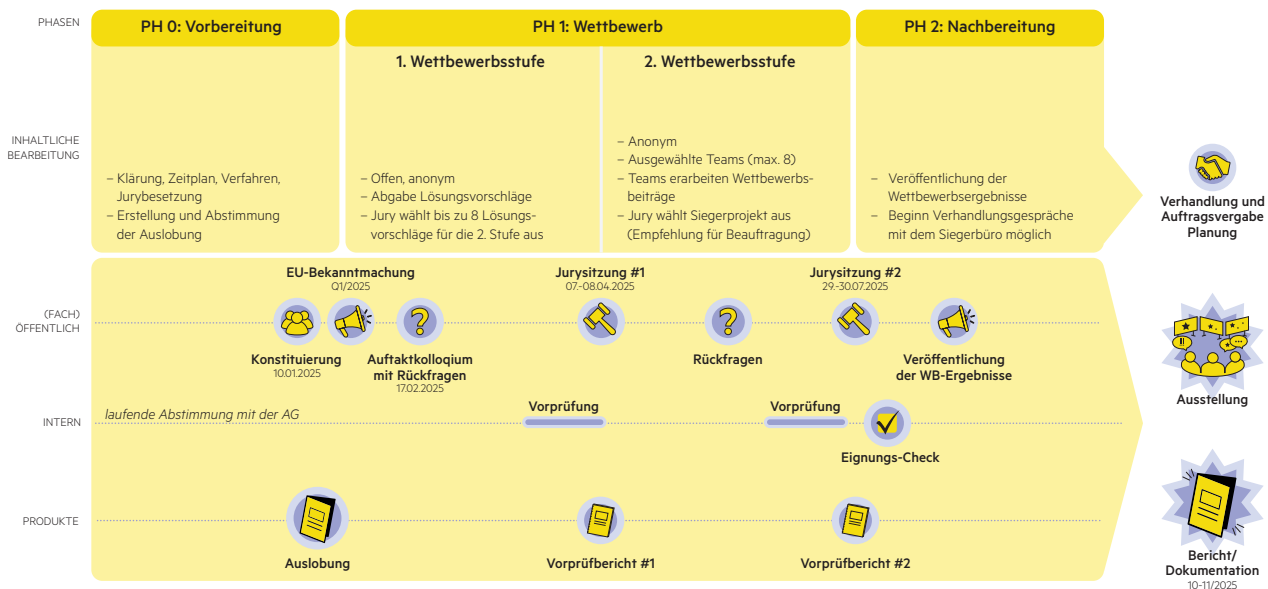 PHASEN
PH 0: Vorbereitung
PH 1: Wettbewerb
PH 2: Nachbereitung
1. Wettbewerbsstufe
2. Wettbewerbsstufe
INHALTLICHE
BEARBEITUNG
– Klärung, Zeitplan, Verfahren,
Jurybesetzung
– Erstellung und Abstimmung
der Auslobung
– Offen, anonym
– Abgabe Lösungsvorschläge
– Jury wählt bis zu 8 Lösungs-
vorschläge für die 2. Stufe aus
– Anonym
– Ausgewählte Teams (max. 8)
– Teams erarbeiten Wettbewerbs-
beiträge
– Jury wählt Siegerprojekt aus
(Empfehlung für Beauftragung)
– Veröffentlichung der
Wettbewerbsergebnisse
– Beginn Verhandlungsgespräche
mit dem Siegerbüro möglich
Verhandlung und
Auftragsvergabe
Planung
(FACH)
ÖFFENTLICH
EU-Bekanntmachung
Q1/2025
Jurysitzung #1
07.-08.04.2025
Jurysitzung #2
29.-30.07.2025
Konstituierung
10.01.2025
Auftaktkolloqium
mit Rückfragen
17.02.2025
Rückfragen
Veröffentlichung
der WB-Ergebnisse
Ausstellung
INTERN
laufende Abstimmung mit der AG
Vorprüfung
Vorprüfung
Eignungs-Check
PRODUKTE
Auslobung
Vorprüfbericht #1
Vorprüfbericht #2
Bericht/
Dokumentation
10-11/2025